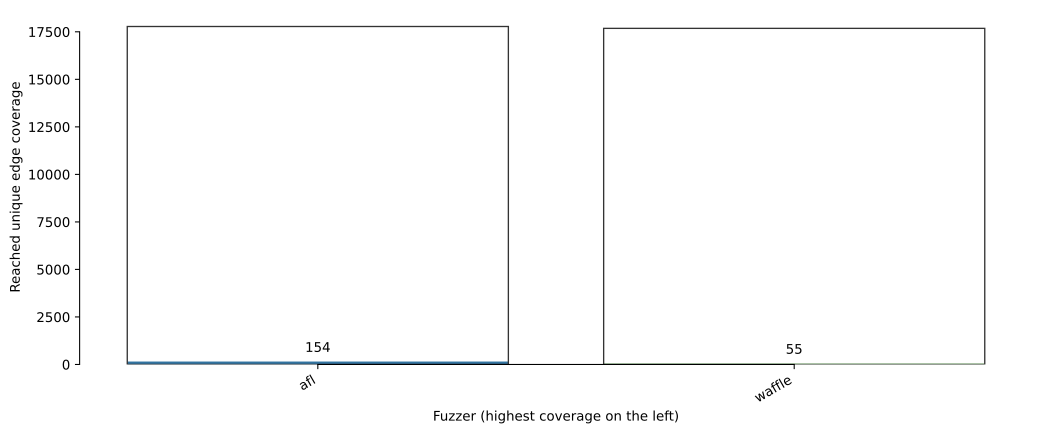 17500
15000
12500
10000
7500
5000
2500
0
Reached unique edge coverage
154
55
afl
waffle
Fuzzer (highest coverage on the left)